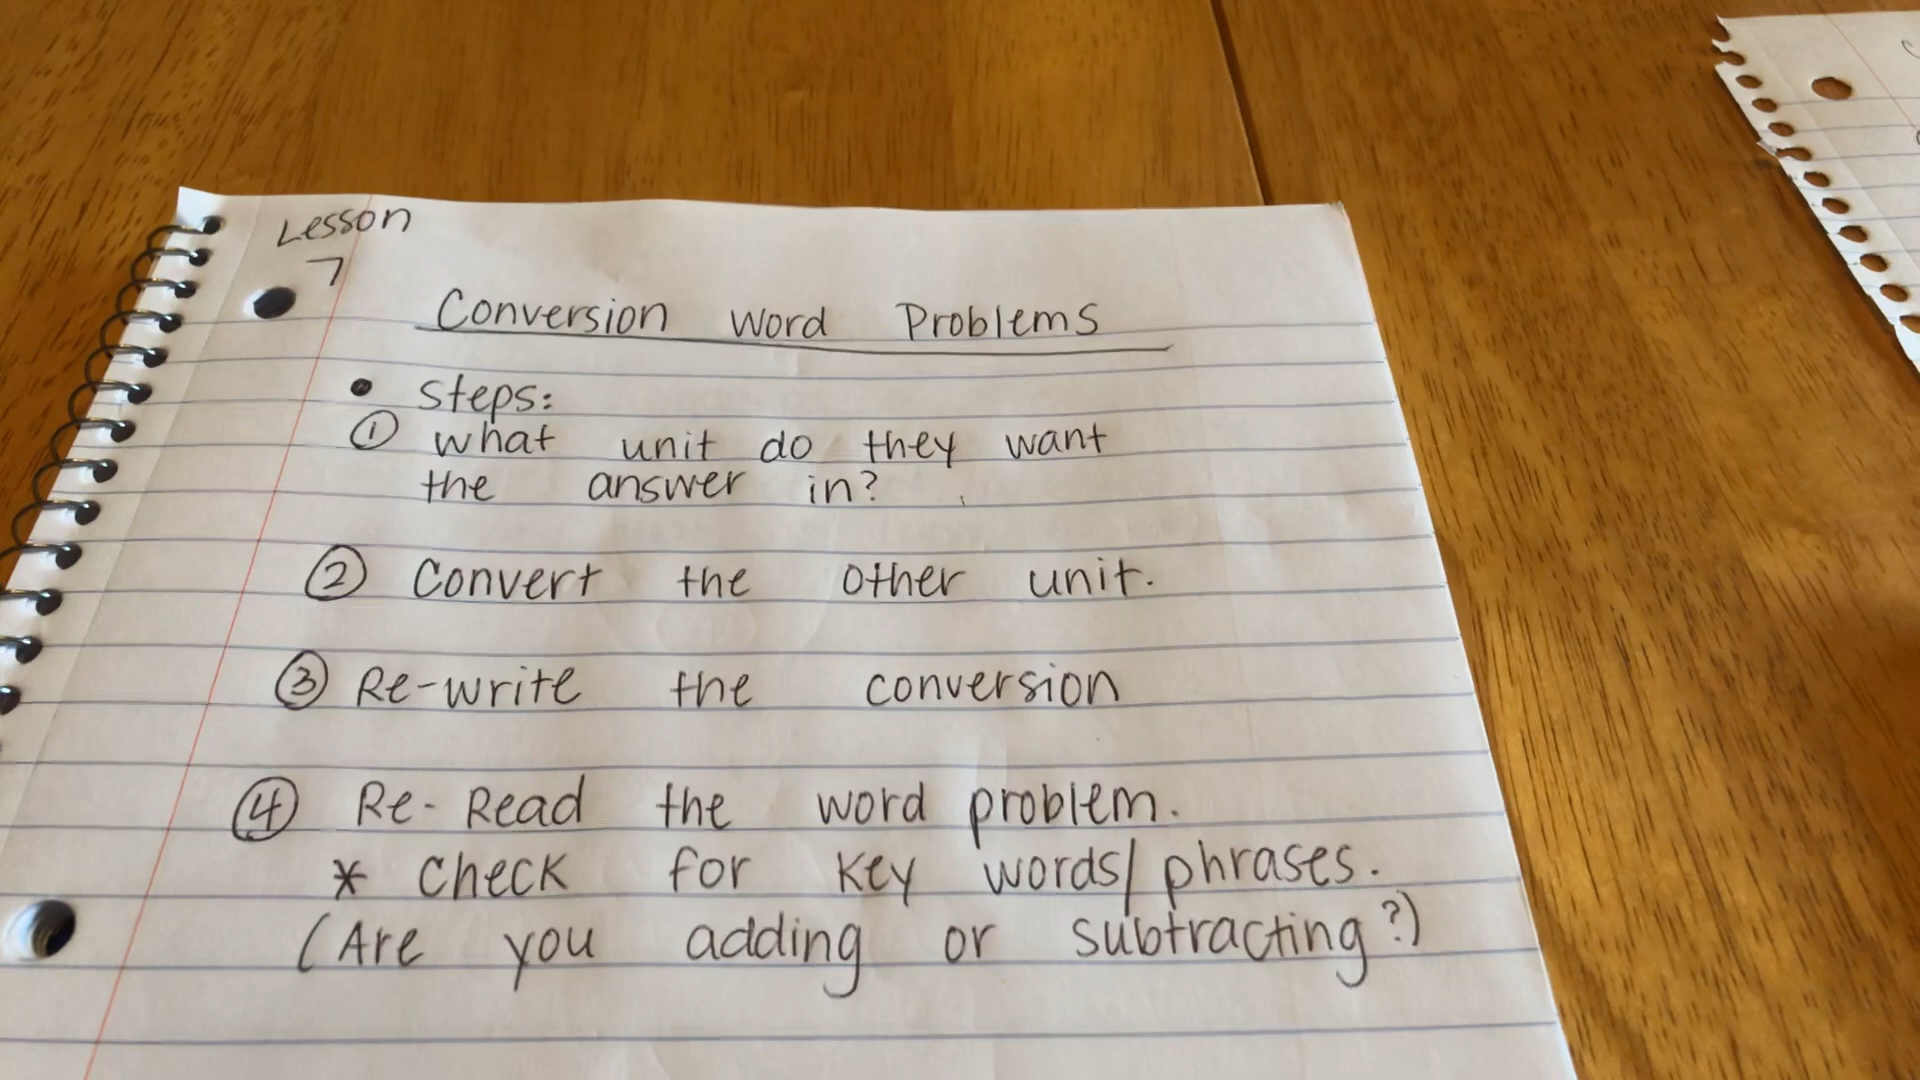 Lesson
7
Conversion Word Problems
• Steps:
① What unit do they want
the answer in?
② Convert the other unit.
③ Re-write the conversion
④ Re-Read the word problem.
* Check for key words/phrases.
(Are you adding or subtracting?)